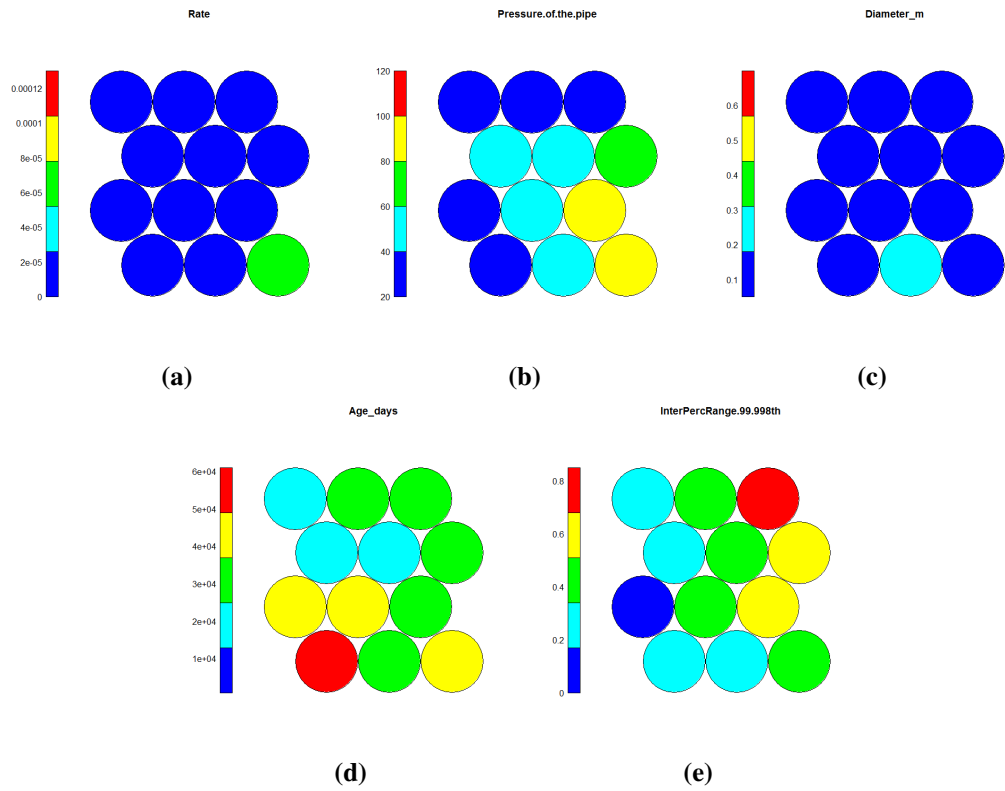 Rate
Pressure.of.the.pipe
Diameter_m
0.00012
0.0001
8e-05
6e-05
4e-05
2e-05
0
120
100
80
60
40
20
0.6
0.5
0.4
0.3
0.2
0.1
(a)
(b)
(c)
Age_days
InterPercRange.99.998th
6e+04
5e+04
4e+04
3e+04
2e+04
1e+04
0.8
0.6
0.4
0.2
0
(d)
(e)